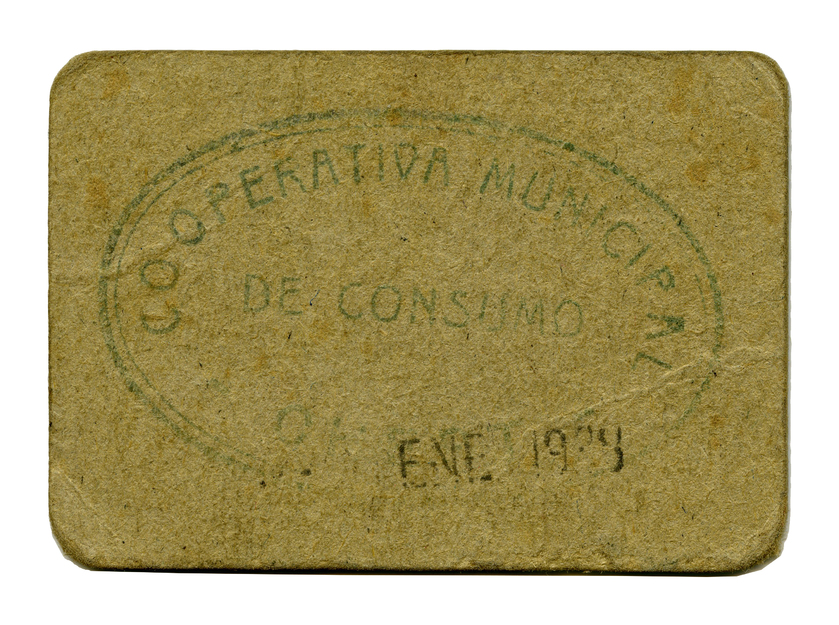 COOPERATIVA MUNICIPAL
DE CONSUMO
ENE